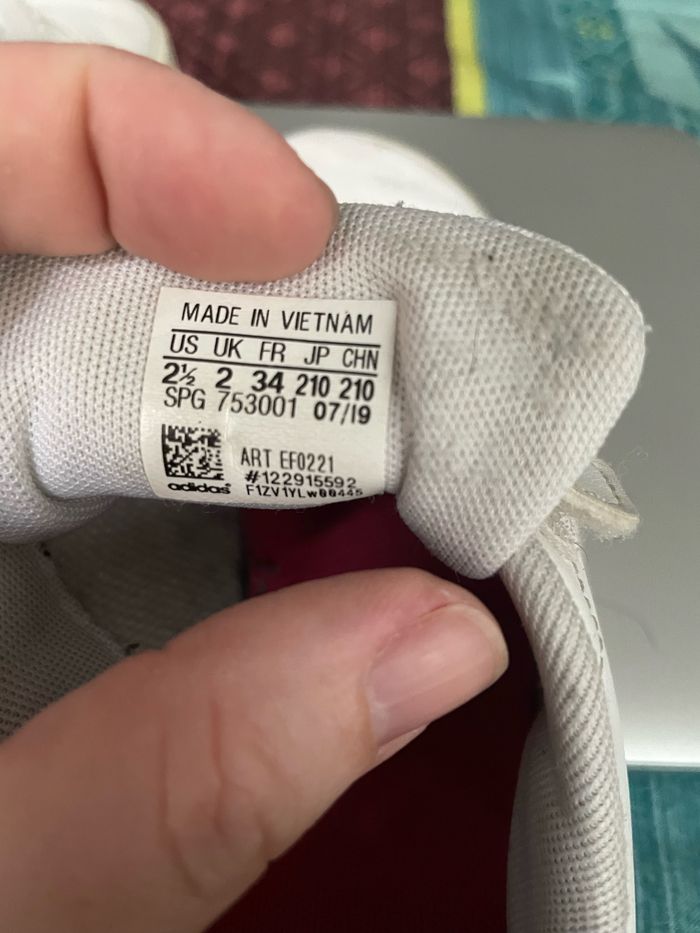 MADE IN VIETNAM
US UK FR JP CHN
2½ 2 34 210 210
SPG 753001 07/19
ART EF0221
#122915592
adidas F1ZV1YLw00445